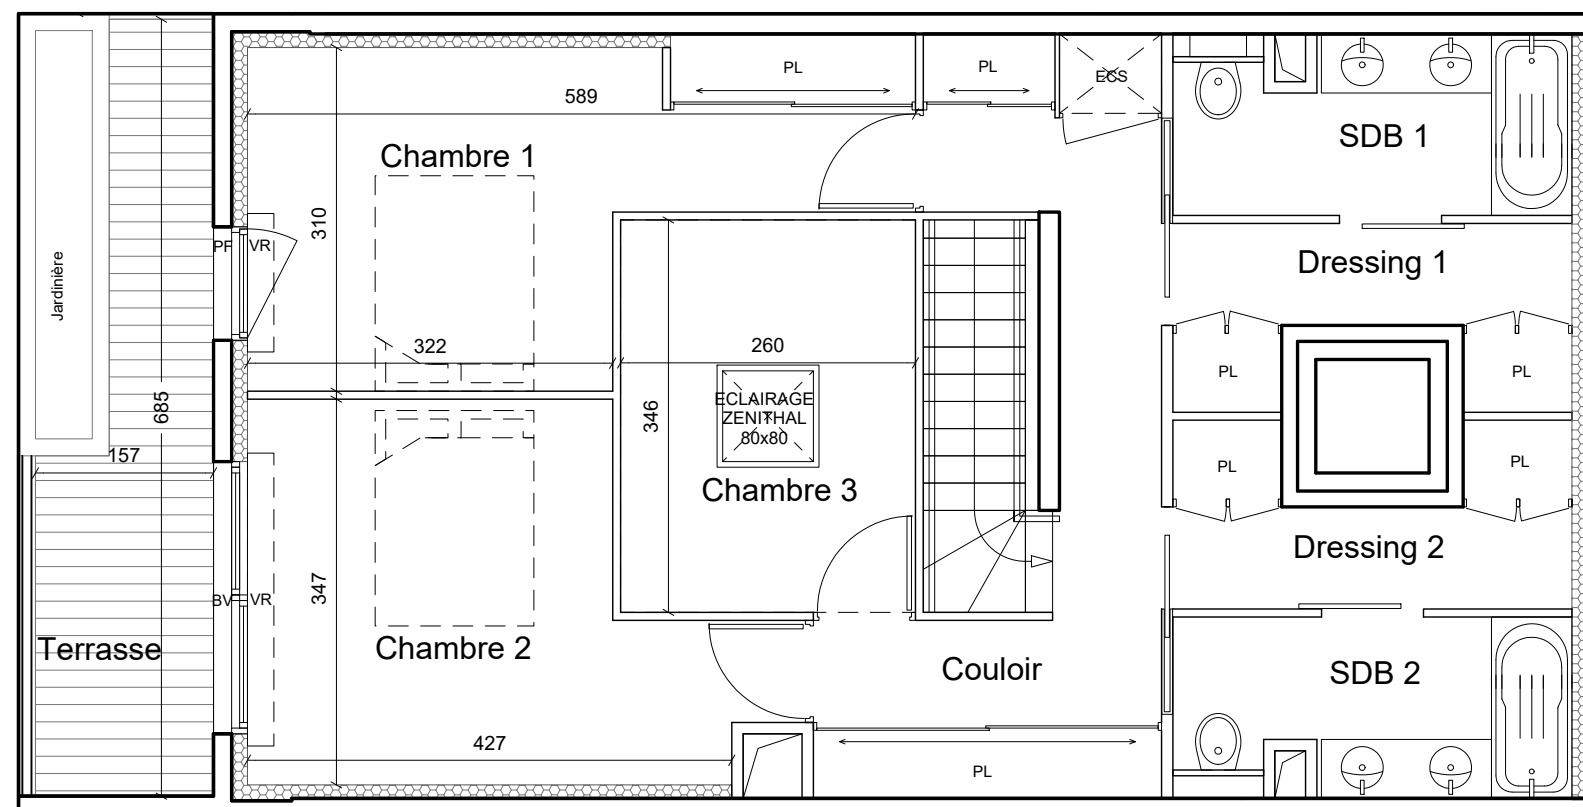 PL
PL
ECS
589
SDB 1
Chambre 1
310
PF
VR
Jardinière
Dressing 1
322
260
PL
PL
685
346
ECLAIRAGE
ZENITHAL
80x80
157
PL
PL
Chambre 3
Dressing 2
347
BV
VR
Terrasse
Chambre 2
Couloir
SDB 2
427
PL